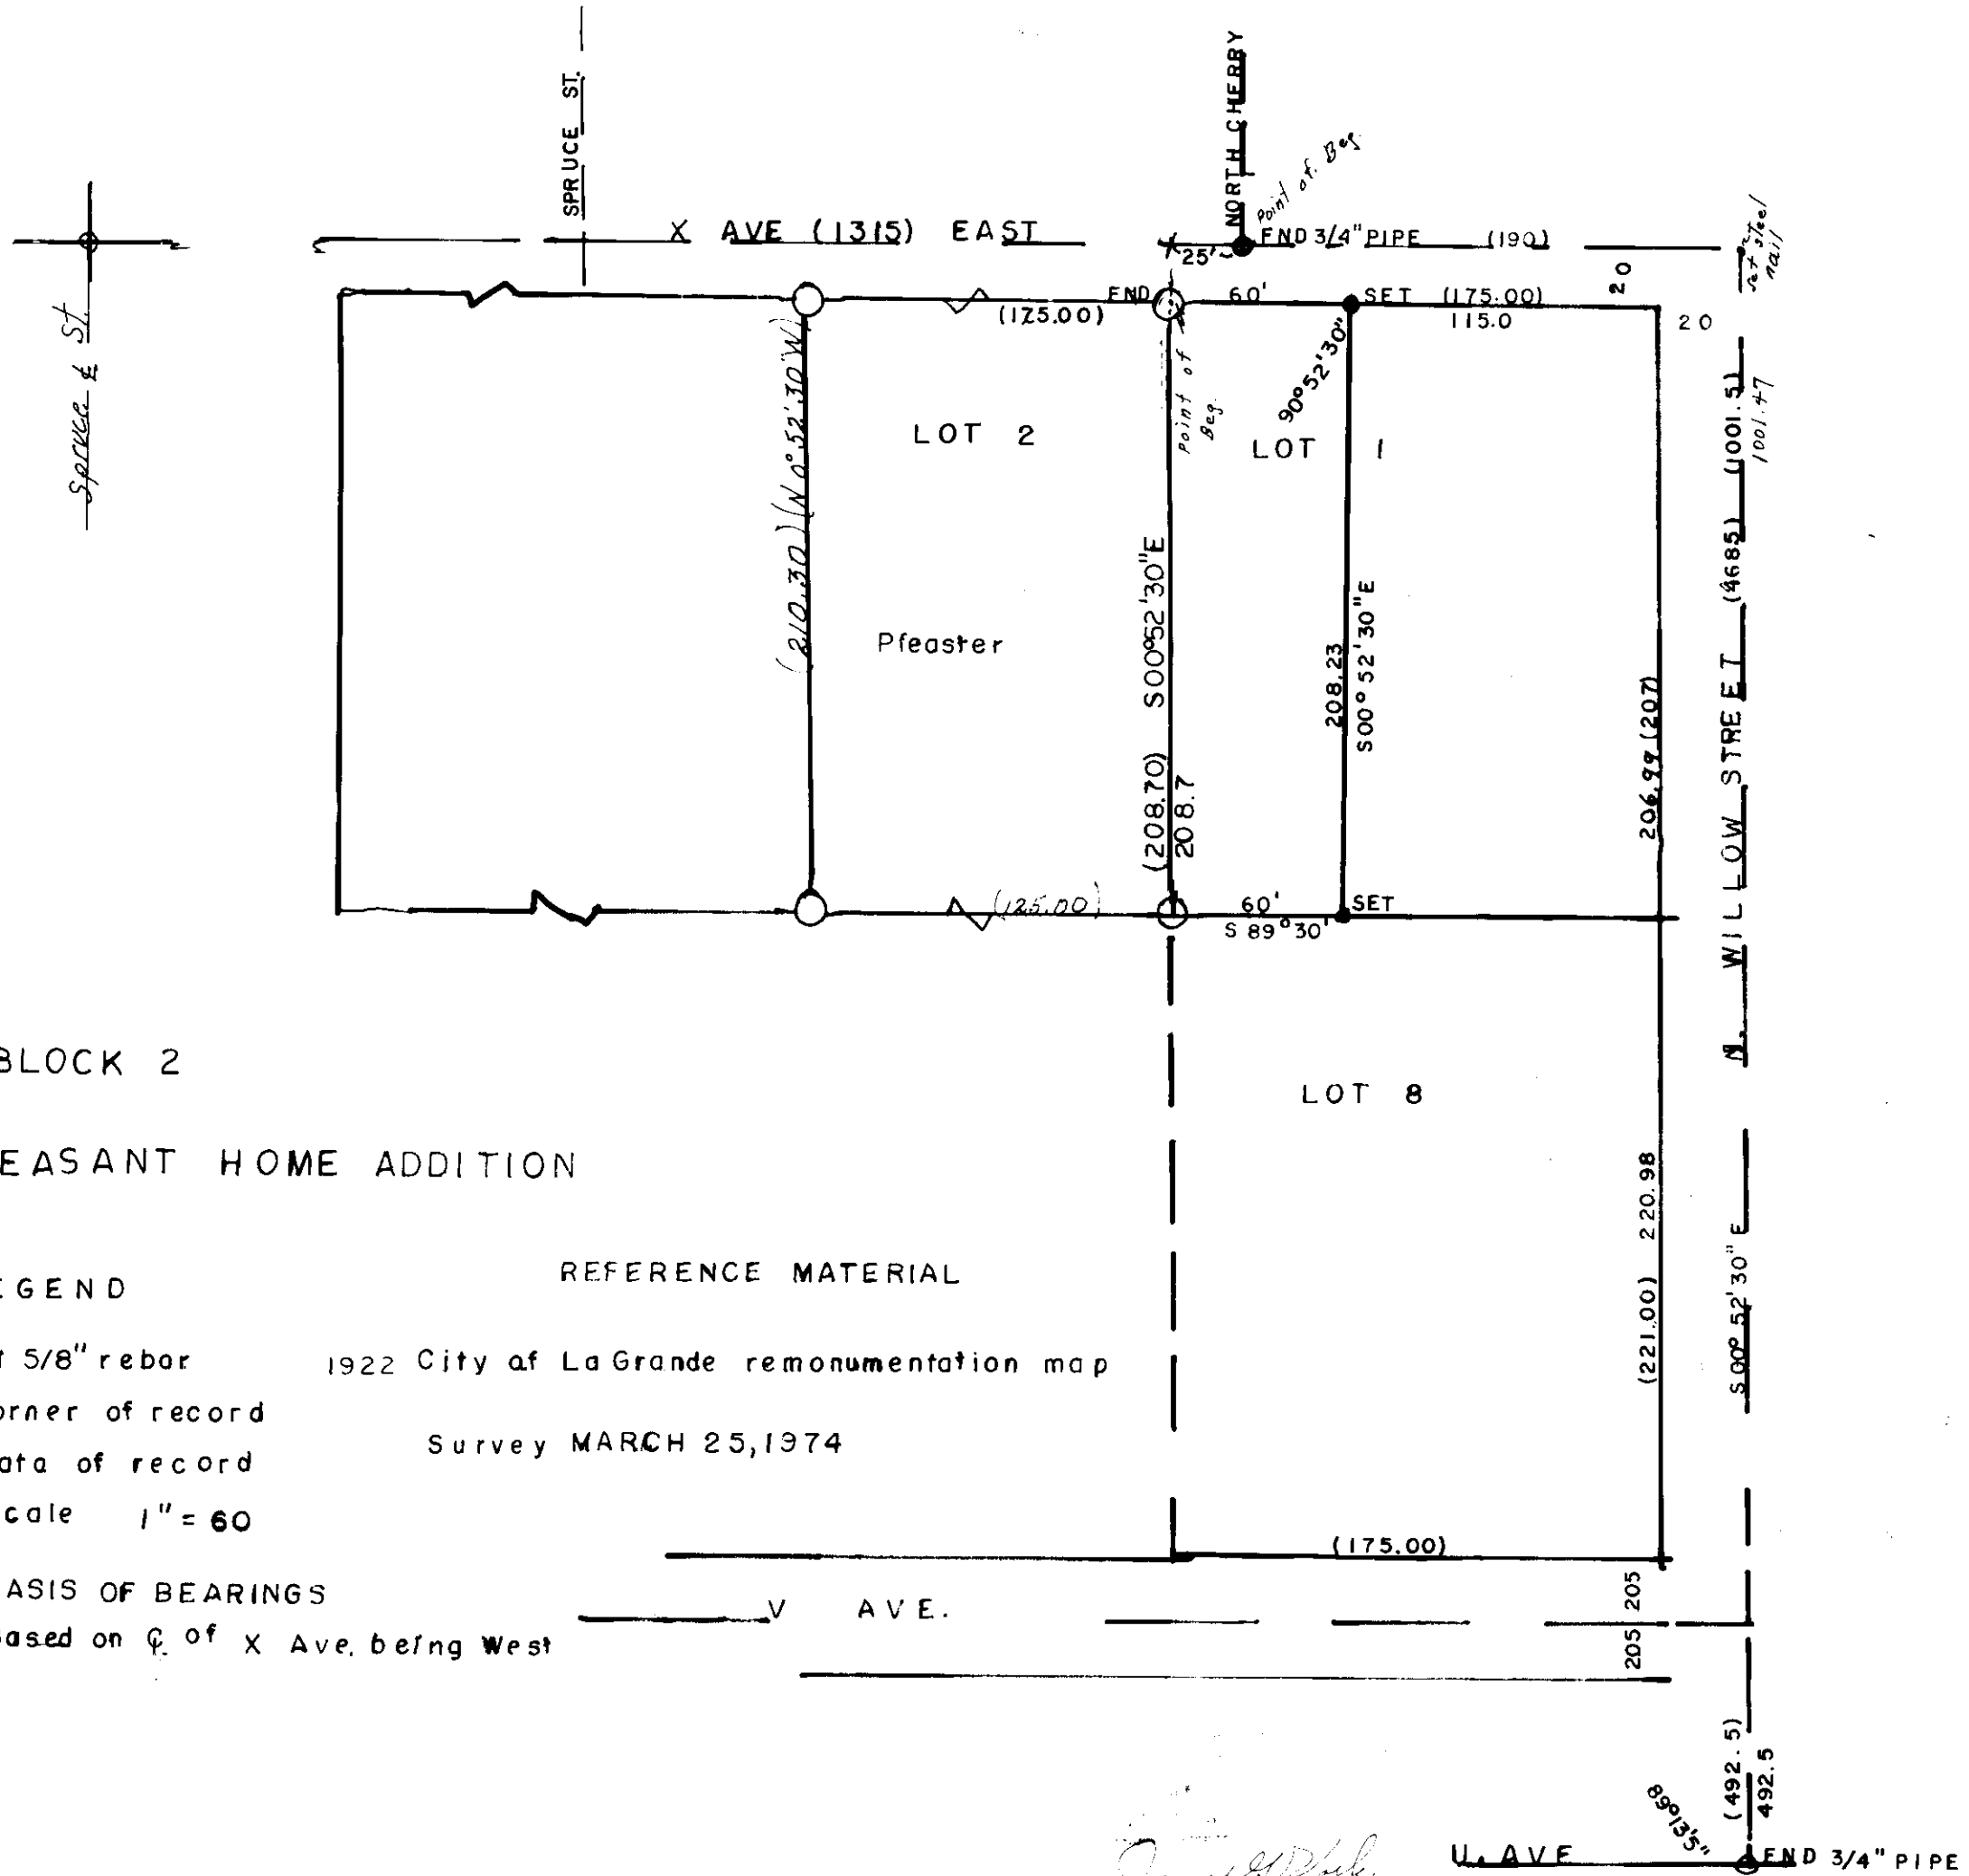 SPRUCE ST.
NORTH CHERRY
Point of Beg.
X AVE (1315) EAST
25'
FND 3/4" PIPE (190)
set steel
nail
Spruce ℄ St.
FND
60'
SET (175.00)
115.0
20
20
(175.00)
90°52'30"
Point of
Beg.
LOT 2
LOT 1
(210.30)(N 0°52'30"W)
Pfeaster
S00°52'30"E
(208.70)
208.7
208.23
S00°52'30"E
206.99 (207)
N. WILLOW STREET (4685) (1001.5)
1001.47
(125.00)
60'
S 89°30'
SET
BLOCK 2
LOT 8
EASANT HOME ADDITION
(221.00) 220.98
S00°52'30"E
EGEND
REFERENCE MATERIAL
t 5/8" rebar
1922 City of La Grande remonumentation map
orner of record
Survey MARCH 25,1974
ata of record
cale 1" = 60
(175.00)
ASIS OF BEARINGS
V AVE.
ased on ℄ of X Ave. being West
205 205
(492.5)
492.5
89°13'5"
U. AVE
FND 3/4" PIPE